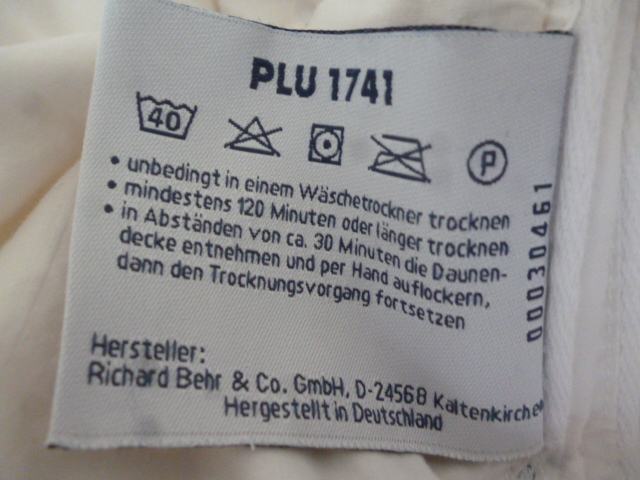 PLU 1741
40 P
• unbedingt in einem Wäschetrockner trocknen
• mindestens 120 Minuten oder länger trocknen
• in Abständen von ca. 30 Minuten die Daunen-
decke entnehmen und per Hand auflockern,
dann den Trocknungsvorgang fortsetzen
00030461
Hersteller:
Richard Behr & Co. GmbH, D-24568 Kaltenkirchen
Hergestellt in Deutschland